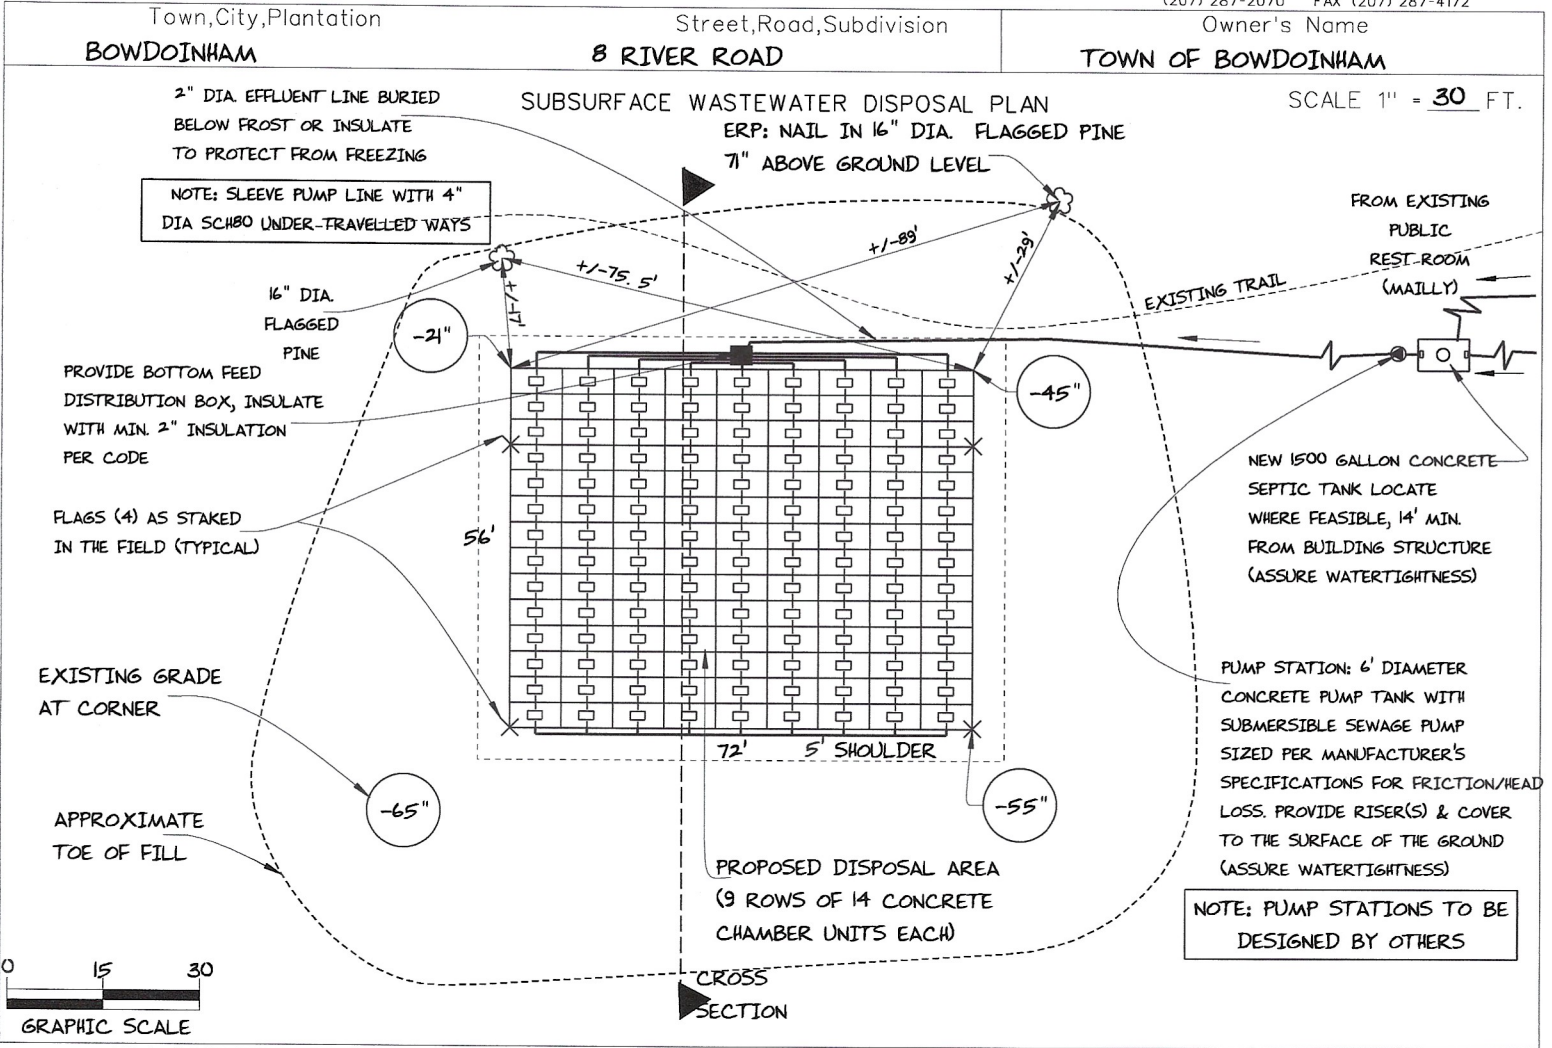 (207) 287-2070 FAX (207) 287-4172
Town,City,Plantation
Street,Road,Subdivision
Owner's Name
BOWDOINHAM
8 RIVER ROAD
TOWN OF BOWDOINHAM
SUBSURFACE WASTEWATER DISPOSAL PLAN
SCALE 1" = 30 FT.
2" DIA. EFFLUENT LINE BURIED
BELOW FROST OR INSULATE
TO PROTECT FROM FREEZING
ERP: NAIL IN 16" DIA. FLAGGED PINE
71" ABOVE GROUND LEVEL
NOTE: SLEEVE PUMP LINE WITH 4"
DIA SCH80 UNDER-TRAVELLED WAYS
FROM EXISTING
PUBLIC
REST-ROOM
(MAILLY)
+/-89'
+/-75.5'
+/-29'
+/-17'
EXISTING TRAIL
16" DIA.
FLAGGED
PINE
-21"
-45"
PROVIDE BOTTOM FEED
DISTRIBUTION BOX, INSULATE
WITH MIN. 2" INSULATION
PER CODE
NEW 1500 GALLON CONCRETE
SEPTIC TANK LOCATE
WHERE FEASIBLE, 14' MIN.
FROM BUILDING STRUCTURE
(ASSURE WATERTIGHTNESS)
FLAGS (4) AS STAKED
IN THE FIELD (TYPICAL)
56'
EXISTING GRADE
AT CORNER
PUMP STATION: 6' DIAMETER
CONCRETE PUMP TANK WITH
SUBMERSIBLE SEWAGE PUMP
SIZED PER MANUFACTURER'S
SPECIFICATIONS FOR FRICTION/HEAD
LOSS. PROVIDE RISER(S) & COVER
TO THE SURFACE OF THE GROUND
(ASSURE WATERTIGHTNESS)
72'
5' SHOULDER
-65"
-55"
APPROXIMATE
TOE OF FILL
PROPOSED DISPOSAL AREA
(9 ROWS OF 14 CONCRETE
CHAMBER UNITS EACH)
NOTE: PUMP STATIONS TO BE
DESIGNED BY OTHERS
CROSS
SECTION
0 15 30
GRAPHIC SCALE